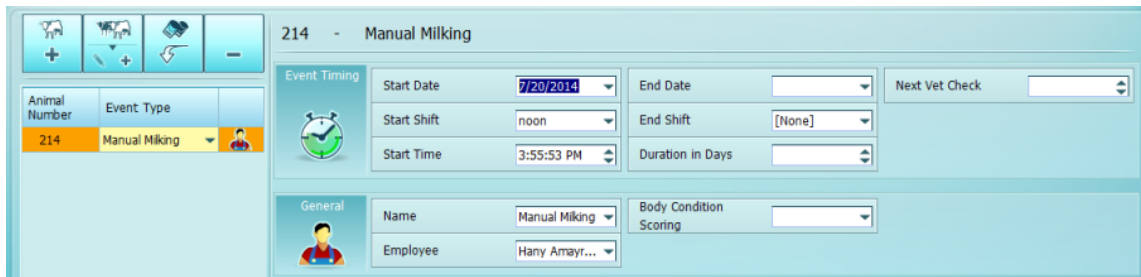 214 - Manual Milking
Event Timing
Start Date 7/20/2014 End Date Next Vet Check
Start Shift noon End Shift [None]
Start Time 3:55:53 PM Duration in Days
Animal Number Event Type
214 Manual Milking
General
Name Manual Miking Body Condition Scoring
Employee Hany Amayr...